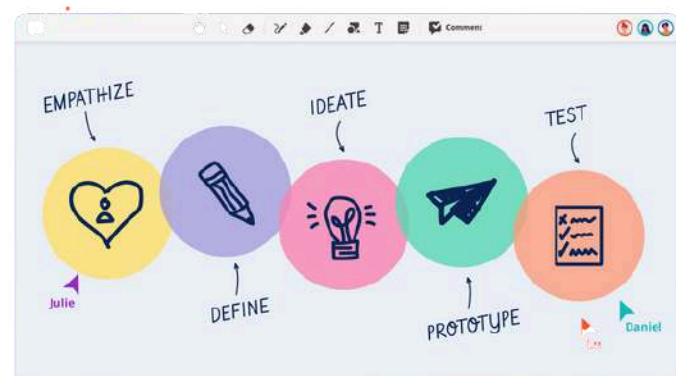 T
Comment
EMPATHIZE
IDEATE
TEST
DEFINE
PROTOTYPE
Julie
Daniel